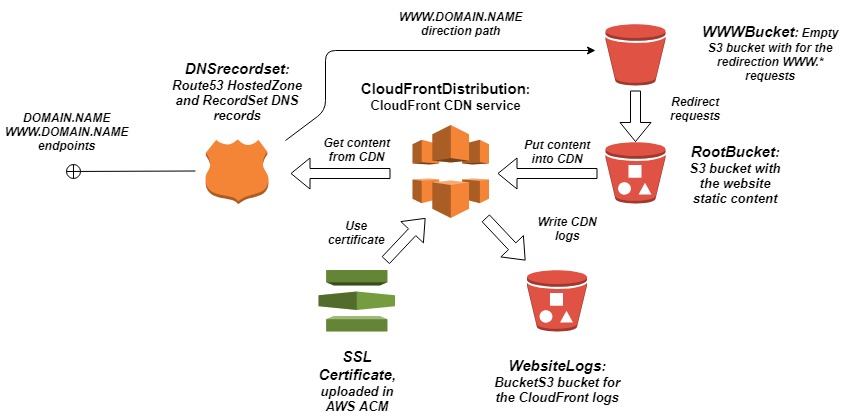 WWW.DOMAIN.NAME
direction path
WWWBucket: Empty
S3 bucket with for the
redirection WWW.*
requests
DNSrecordset:
Route53 HostedZone
and RecordSet DNS
records
CloudFrontDistribution:
CloudFront CDN service
Redirect
requests
DOMAIN.NAME
WWW.DOMAIN.NAME
endpoints
Get content
from CDN
Put content
into CDN
RootBucket:
S3 bucket with
the website
static content
Use
certificate
Write CDN
logs
SSL
Certificate,
uploaded in
AWS ACM
WebsiteLogs:
BucketS3 bucket for
the CloudFront logs